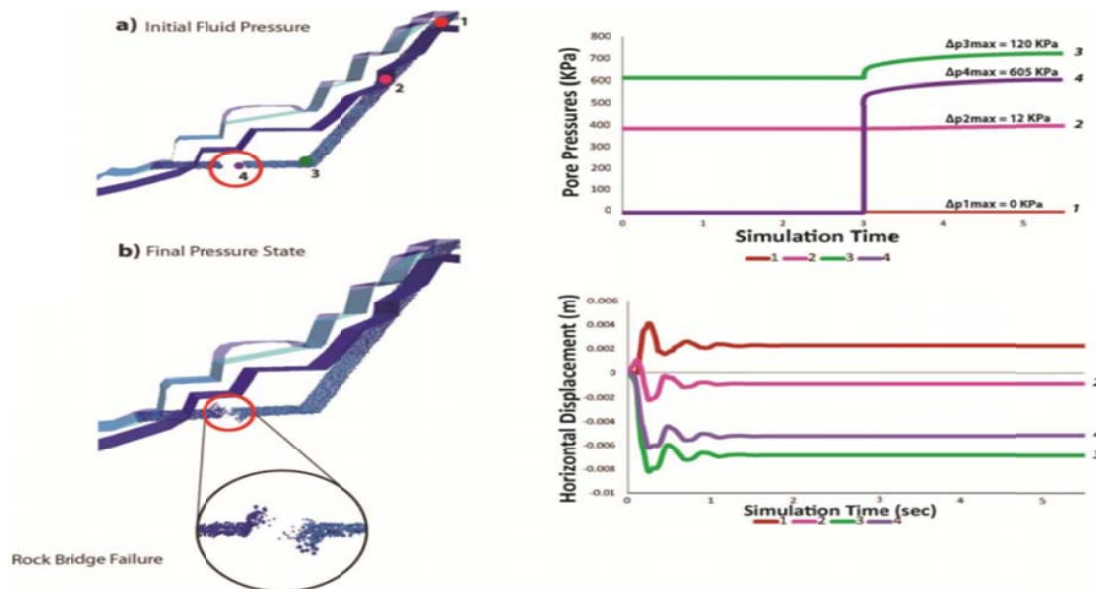 a) Initial Fluid Pressure
1
2
3
4
b) Final Pressure State
Rock Bridge Failure
Pore Pressures (KPa)
800
700
600
500
400
300
200
100
0
Δp3max = 120 KPa
3
Δp4max = 605 KPa
4
Δp2max = 12 KPa
2
Δp1max = 0 KPa
1
0 1 2 3 4 5
Simulation Time
1 2 3 4
Horizontal Displacement (m)
0.006
0.004
0.002
0
-0.002
-0.004
-0.006
-0.008
-0.01
2
0 1 2 3 4 5
Simulation Time (sec)
1 2 3 4